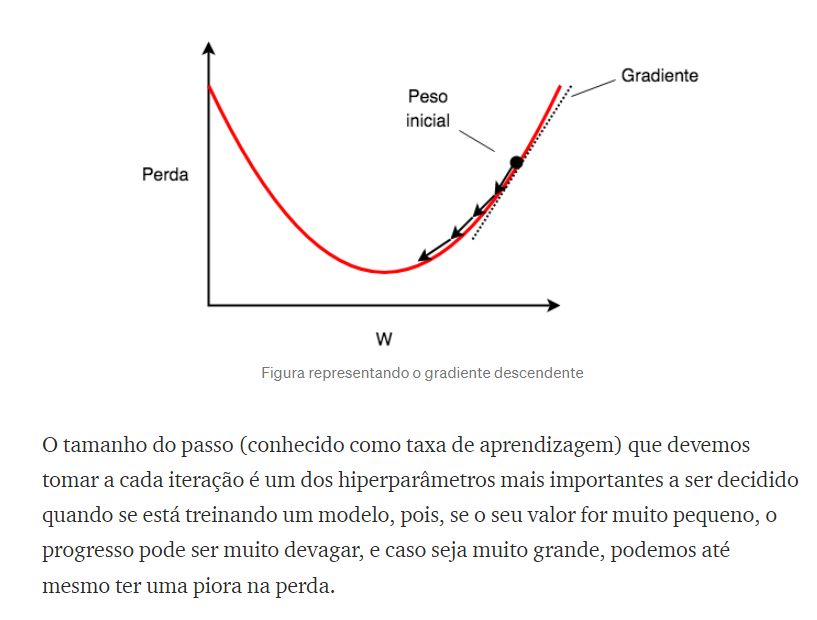 Gradiente
Peso
inicial
Perda
W
Figura representando o gradiente descendente
O tamanho do passo (conhecido como taxa de aprendizagem) que devemos
tomar a cada iteração é um dos hiperparâmetros mais importantes a ser decidido
quando se está treinando um modelo, pois, se o seu valor for muito pequeno, o
progresso pode ser muito devagar, e caso seja muito grande, podemos até
mesmo ter uma piora na perda.